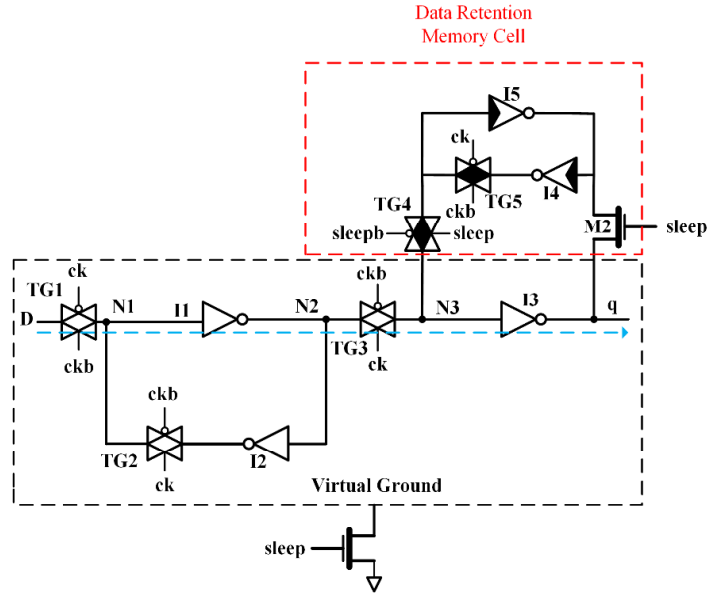 Data Retention
Memory Cell
I5
ck
I4
TG5
ckb
TG4
sleepb
sleep
M2
sleep
ck
TG1
D
ckb
N1
I1
N2
ckb
TG3
ck
N3
I3
q
ckb
TG2
ck
I2
Virtual Ground
sleep